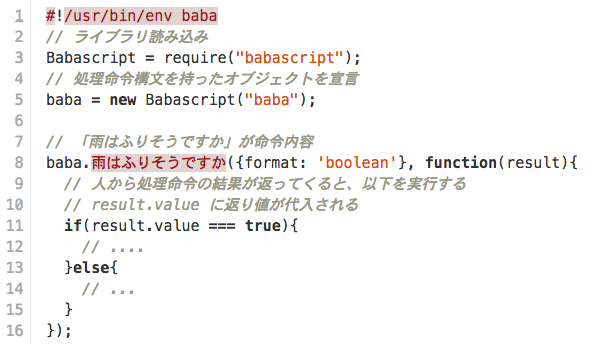 1 #!/usr/bin/env baba
2 // ライブラリ読み込み
3 Babascript = require("babascript");
4 // 処理命令構文を持ったオブジェクトを宣言
5 baba = new Babascript("baba");
6
7 // 「雨はふりそうですか」が命令内容
8 baba.雨はふりそうですか({format: 'boolean'}, function(result){
9   // 人から処理命令の結果が返ってくると、以下を実行する
10   // result.value に返り値が代入される
11   if(result.value === true){
12     // ....
13   }else{
14     // ...
15   }
16 });